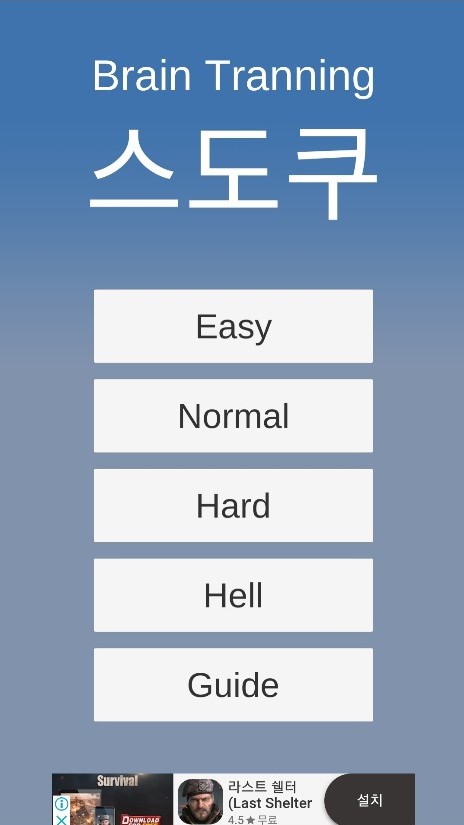 Brain Tranning
스도쿠
Easy
Normal
Hard
Hell
Guide
Survival
DOWNLOAD
라스트 쉘터
(Last Shelter
4.5★무료
설치